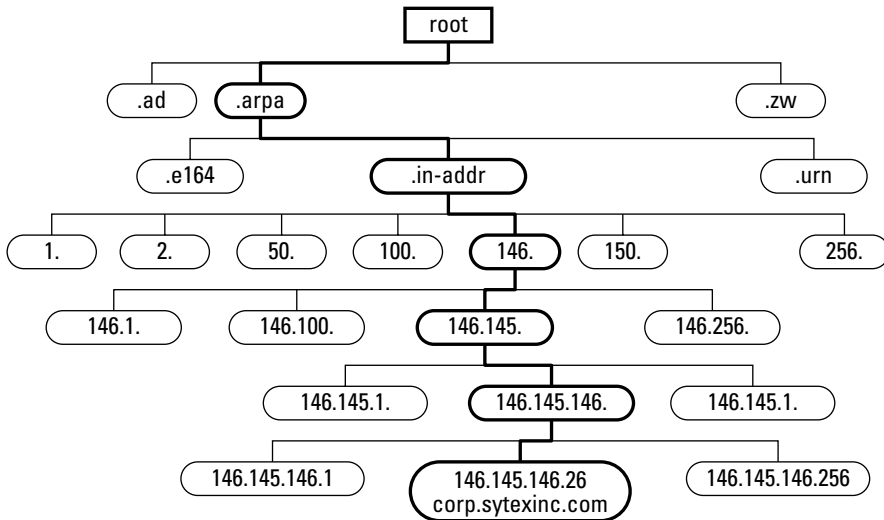 root
.ad
.arpa
.zw
.e164
.in-addr
.urn
1.
2.
50.
100.
146.
150.
256.
146.1.
146.100.
146.145.
146.256.
146.145.1.
146.145.146.
146.145.1.
146.145.146.1
146.145.146.26
corp.sytexinc.com
146.145.146.256